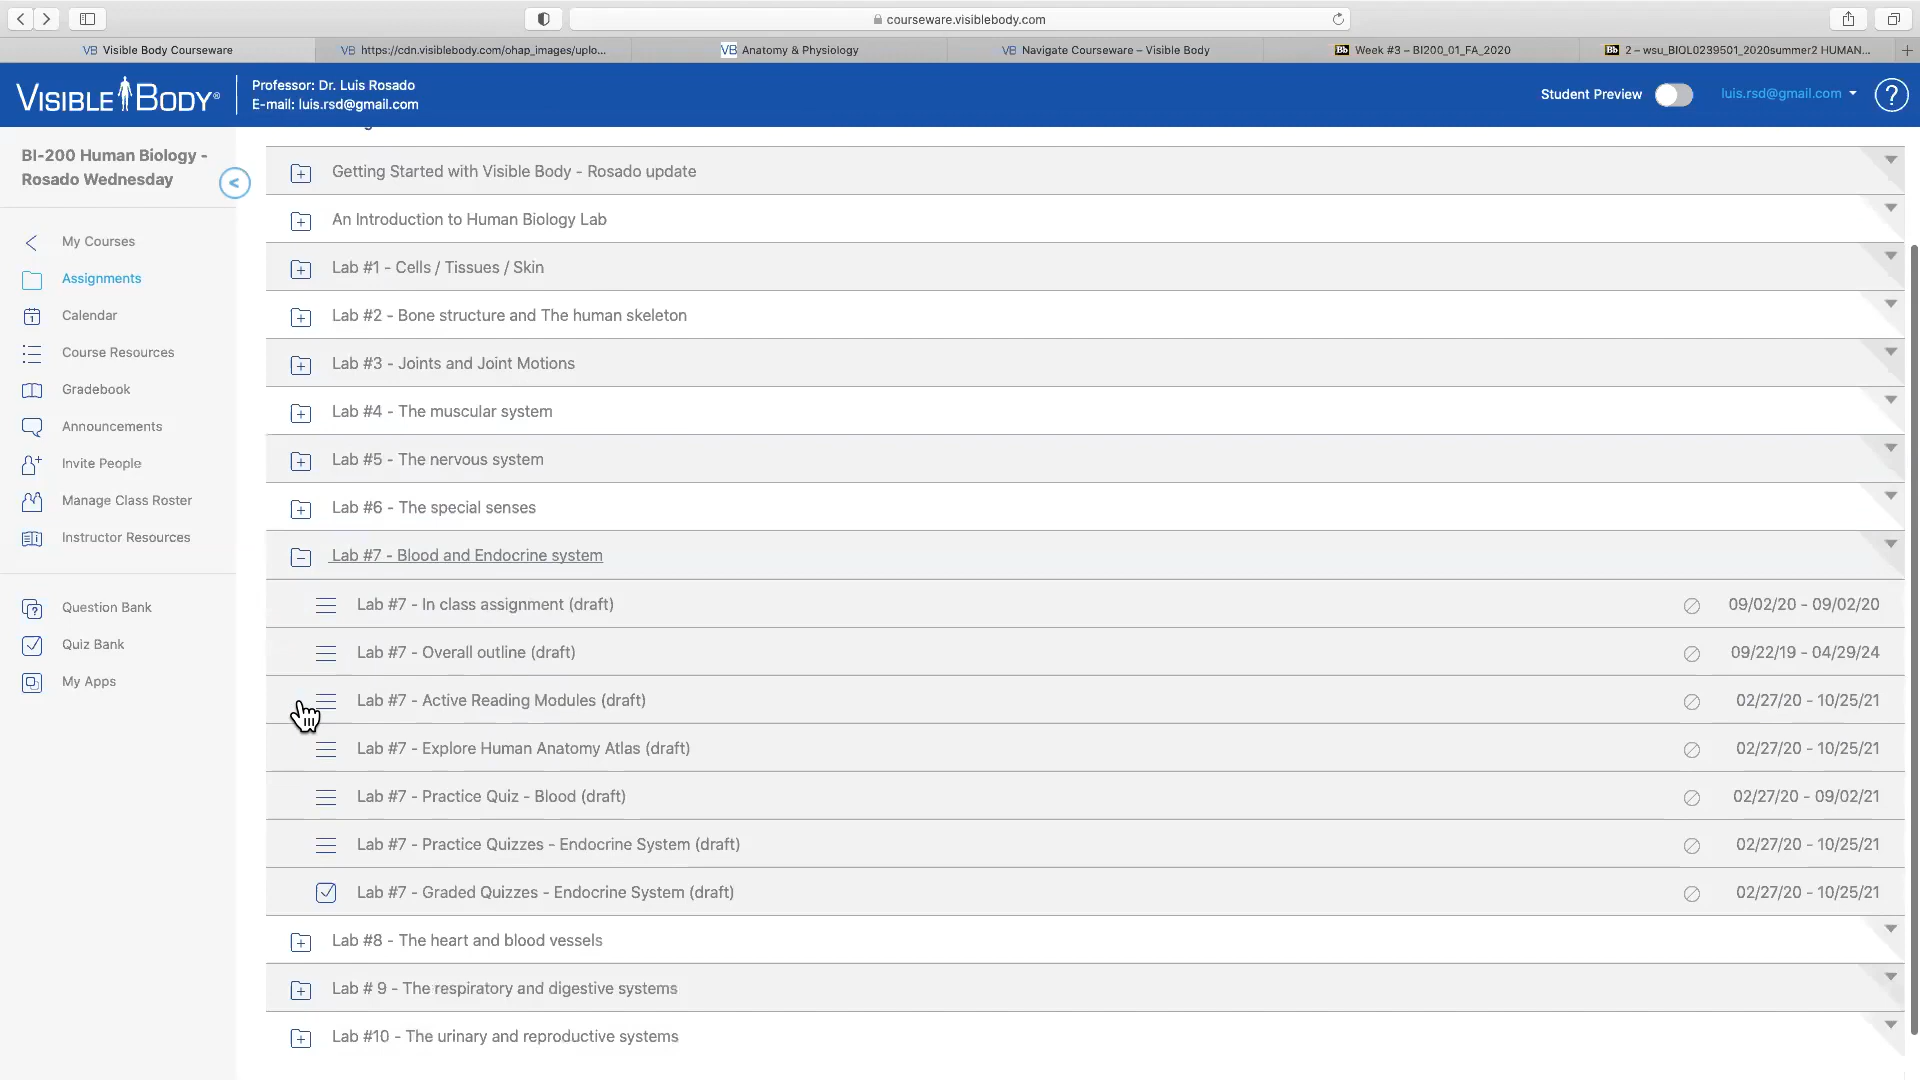 courseware.visiblebody.com
VB Visible Body Courseware
VB https://cdn.visiblebody.com/ohap_images/uplo...
VB Anatomy & Physiology
VB Navigate Courseware – Visible Body
Bb Week #3 – BI200_01_FA_2020
Bb 2 – wsu_BIOL0239501_2020summer2 HUMAN...
VISIBLE BODY®
Professor: Dr. Luis Rosado
E-mail: luis.rsd@gmail.com
Student Preview
luis.rsd@gmail.com
?
BI-200 Human Biology -
Rosado Wednesday
<
My Courses
Assignments
Calendar
Course Resources
Gradebook
Announcements
Invite People
Manage Class Roster
Instructor Resources
Question Bank
Quiz Bank
My Apps
Getting Started with Visible Body - Rosado update
An Introduction to Human Biology Lab
Lab #1 - Cells / Tissues / Skin
Lab #2 - Bone structure and The human skeleton
Lab #3 - Joints and Joint Motions
Lab #4 - The muscular system
Lab #5 - The nervous system
Lab #6 - The special senses
Lab #7 - Blood and Endocrine system
Lab #7 - In class assignment (draft) 09/02/20 - 09/02/20
Lab #7 - Overall outline (draft) 09/22/19 - 04/29/24
Lab #7 - Active Reading Modules (draft) 02/27/20 - 10/25/21
Lab #7 - Explore Human Anatomy Atlas (draft) 02/27/20 - 10/25/21
Lab #7 - Practice Quiz - Blood (draft) 02/27/20 - 09/02/21
Lab #7 - Practice Quizzes - Endocrine System (draft) 02/27/20 - 10/25/21
Lab #7 - Graded Quizzes - Endocrine System (draft) 02/27/20 - 10/25/21
Lab #8 - The heart and blood vessels
Lab # 9 - The respiratory and digestive systems
Lab #10 - The urinary and reproductive systems